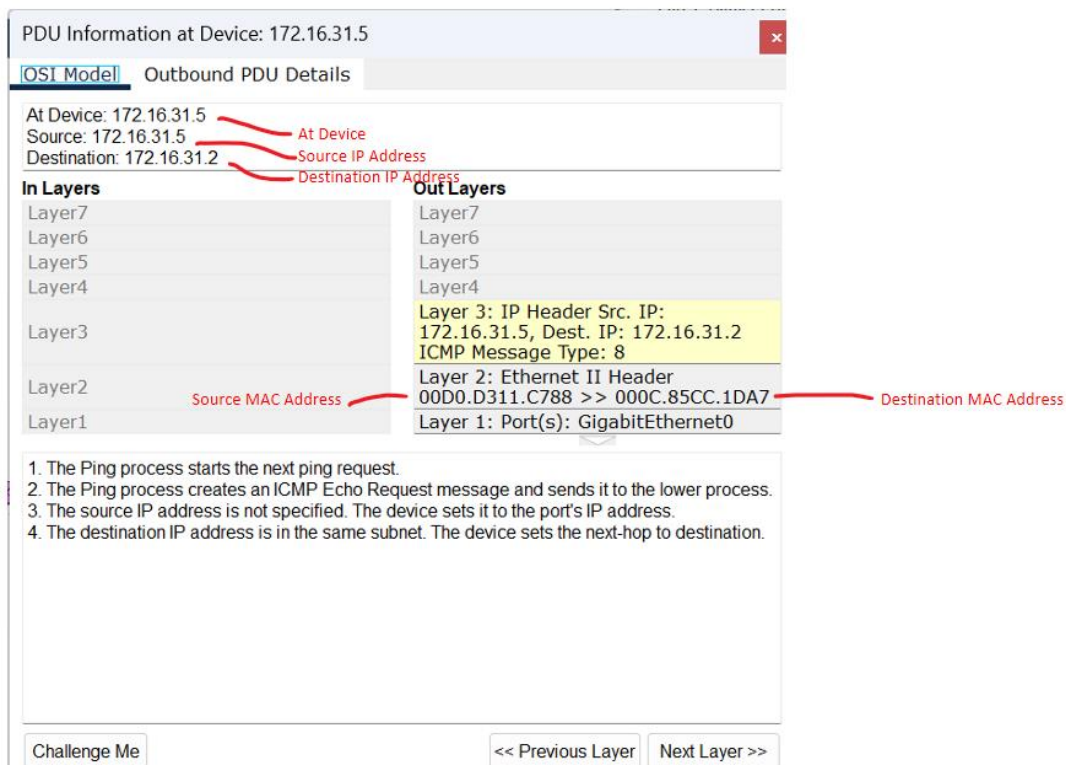 PDU Information at Device: 172.16.31.5
x
OSI Model Outbound PDU Details
At Device: 172.16.31.5
At Device
Source: 172.16.31.5
Source IP Address
Destination: 172.16.31.2
Destination IP Address
In Layers Out Layers
Layer7 Layer7
Layer6 Layer6
Layer5 Layer5
Layer4 Layer4
Layer3
Layer 3: IP Header Src. IP:
172.16.31.5, Dest. IP: 172.16.31.2
ICMP Message Type: 8
Layer2
Layer 2: Ethernet II Header
Source MAC Address 00D0.D311.C788 >> 000C.85CC.1DA7 Destination MAC Address
Layer1 Layer 1: Port(s): GigabitEthernet0
1. The Ping process starts the next ping request.
2. The Ping process creates an ICMP Echo Request message and sends it to the lower process.
3. The source IP address is not specified. The device sets it to the port's IP address.
4. The destination IP address is in the same subnet. The device sets the next-hop to destination.
Challenge Me << Previous Layer Next Layer >>